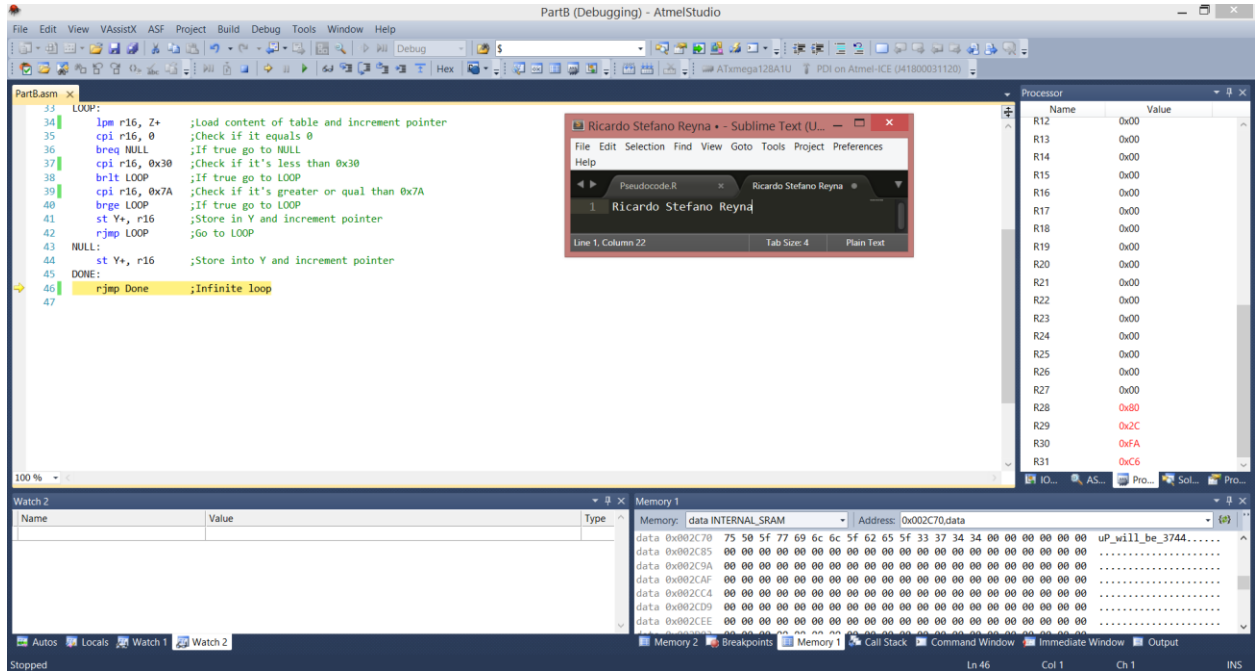 PartB (Debugging) - AtmelStudio
File Edit View VAssistX ASF Project Build Debug Tools Window Help
Debug $
Hex ATxmega128A1U PDI on Atmel-ICE (J41800031120)
PartB.asm
33 LOOP:
34 lpm r16, Z+ ;Load content of table and increment pointer
35 cpi r16, 0 ;Check if it equals 0
36 breq NULL ;If true go to NULL
37 cpi r16, 0x30 ;Check if it's less than 0x30
38 brlt LOOP ;If true go to LOOP
39 cpi r16, 0x7A ;Check if it's greater or qual than 0x7A
40 brge LOOP ;If true go to LOOP
41 st Y+, r16 ;Store in Y and increment pointer
42 rjmp LOOP ;Go to LOOP
43 NULL:
44 st Y+, r16 ;Store into Y and increment pointer
45 DONE:
46 rjmp Done ;Infinite loop
47
100 %
Ricardo Stefano Reyna • - Sublime Text (U...
File Edit Selection Find View Goto Tools Project Preferences
Help
Pseudocode.R Ricardo Stefano Reyna
1 Ricardo Stefano Reyna
Line 1, Column 22 Tab Size: 4 Plain Text
Processor
Name Value
R12 0x00
R13 0x00
R14 0x00
R15 0x00
R16 0x00
R17 0x00
R18 0x00
R19 0x00
R20 0x00
R21 0x00
R22 0x00
R23 0x00
R24 0x00
R25 0x00
R26 0x00
R27 0x00
R28 0x80
R29 0x2C
R30 0xFA
R31 0xC6
IO... AS... Pro... Sol... Pro...
Watch 2
Name Value Type
Autos Locals Watch 1 Watch 2
Memory 1
Memory: data INTERNAL_SRAM Address: 0x002C70,data
data 0x002C70 75 50 5f 77 69 6c 6c 5f 62 65 5f 33 37 34 34 00 00 00 00 00 00 uP_will_be_3744......
data 0x002C85 00 00 00 00 00 00 00 00 00 00 00 00 00 00 00 00 00 00 00 00 00 .....................
data 0x002C9A 00 00 00 00 00 00 00 00 00 00 00 00 00 00 00 00 00 00 00 00 00 .....................
data 0x002CAF 00 00 00 00 00 00 00 00 00 00 00 00 00 00 00 00 00 00 00 00 00 .....................
data 0x002CC4 00 00 00 00 00 00 00 00 00 00 00 00 00 00 00 00 00 00 00 00 00 .....................
data 0x002CD9 00 00 00 00 00 00 00 00 00 00 00 00 00 00 00 00 00 00 00 00 00 .....................
data 0x002CEE 00 00 00 00 00 00 00 00 00 00 00 00 00 00 00 00 00 00 00 00 00 .....................
Memory 2 Breakpoints Memory 1 Call Stack Command Window Immediate Window Output
Stopped Ln 46 Col 1 Ch 1 INS